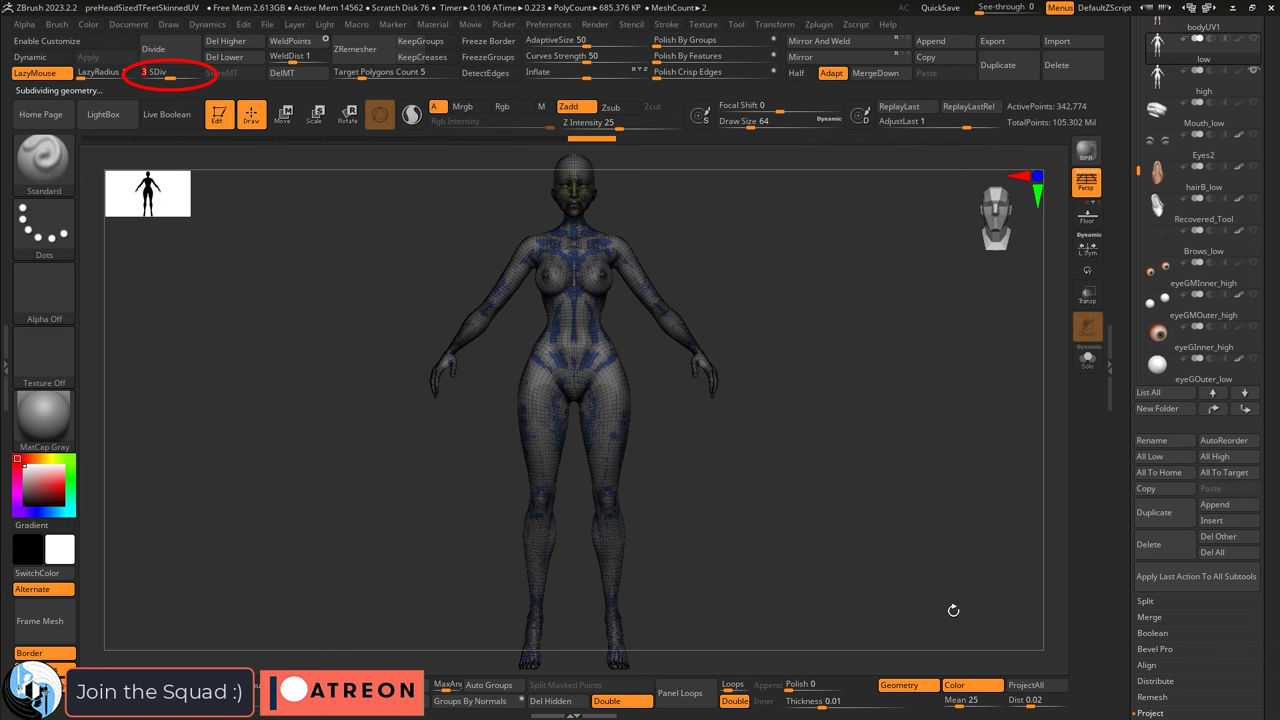 ZBrush 2023.2.2 preHeadSizedTFeetSkinnedUV ● Free Mem 2.613GB ● Active Mem 14562 ● Scratch Disk 76 ● Timer ▸ 0.106 ATime ▸ 0.223 ● PolyCount ▸ 685.376 KP ● MeshCount ▸ 2 AC QuickSave See-through 0 Menus DefaultZScript
Alpha Brush Color Document Draw Dynamics Edit File Layer Light Macro Marker Material Movie Picker Preferences Render Stencil Stroke Texture Tool Transform Zplugin Zscript Help
Enable Customize
Dynamic Apply
LazyMouse LazyRadius
Divide
3 SDiv
Del Higher
Del Lower
StoreMT
WeldPoints
WeldDist 1
DelMT
ZRemesher
KeepGroups
KeepCreases
Target Polygons Count 5
Freeze Border
FreezeGroups
DetectEdges
AdaptiveSize 50
Curves Strength 50
Inflate
Polish By Groups
Polish By Features
Polish Crisp Edges
Mirror And Weld
Mirror
Half Adapt
Append
Copy
MergeDown Paste
Export Import
Duplicate Delete
Subdividing geometry...
Home Page LightBox Live Boolean
Edit Draw Move Scale Rotate
A Mrgb Rgb M
Rgb Intensity
Zadd Zsub Zcut
Z Intensity 25
S
Focal Shift 0
Draw Size 64 Dynamic
D
ReplayLast ReplayLastRel
AdjustLast 1
ActivePoints: 342,774
TotalPoints: 105.302 Mil
Standard
Dots
Alpha Off
Texture Off
MatCap Gray
Gradient
SwitchColor
Alternate
Frame Mesh
Border
BPR
Persp
Floor
Dynamic
L.Sym
Transp
Ghost
Dynamic
Solo
bodyUV1
low
high
Mouth_low
Eyes2
hairB_low
Recovered_Tool
Brows_low
eyeGMInner_high
eyeGMOuter_high
eyeGInner_high
eyeGOuter_low
List All
New Folder
Rename AutoReorder
All Low All High
All To Home All To Target
Copy Paste
Duplicate Append
Insert
Delete Del Other
Del All
Apply Last Action To All Subtools
Split
Merge
Boolean
Bevel Pro
Align
Distribute
Remesh
Project
Join the Squad :)
PATREON
Auto Groups
Groups By Normals
Split Masked Points
Del Hidden Double
Panel Loops
Loops
Double
Append
Inner
Polish 0
Thickness 0.01
Geometry Color ProjectAll
Mean 25 Dist 0.02